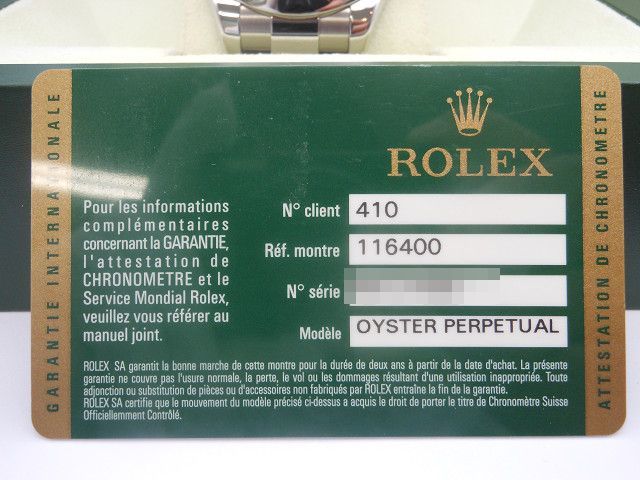 GARANTIE INTERNATIONALE
ROLEX
Pour les informations
complémentaires
concernant la GARANTIE,
l'attestation de
CHRONOMETRE et le
Service Mondial Rolex,
veuillez vous référer au
manuel joint.
N° client 410
Réf. montre 116400
N° série
Modèle OYSTER PERPETUAL
ROLEX SA garantit la bonne marche de cette montre pour la durée de deux ans à partir de la date d'achat. La présente
garantie ne couvre pas l'usure normale, la perte, le vol ou les dommages résultant d'une utilisation inappropriée. Toute
adjonction ou substitution de pièces ou d'accessoires non fabriqués par ROLEX entraîne la fin de la garantie.
ROLEX SA certifie que le mouvement du modèle précisé ci-dessus a acquis le droit de porter le titre de Chronomètre Suisse
Officiellement Contrôlé.
ATTESTATION DE CHRONOMETRE